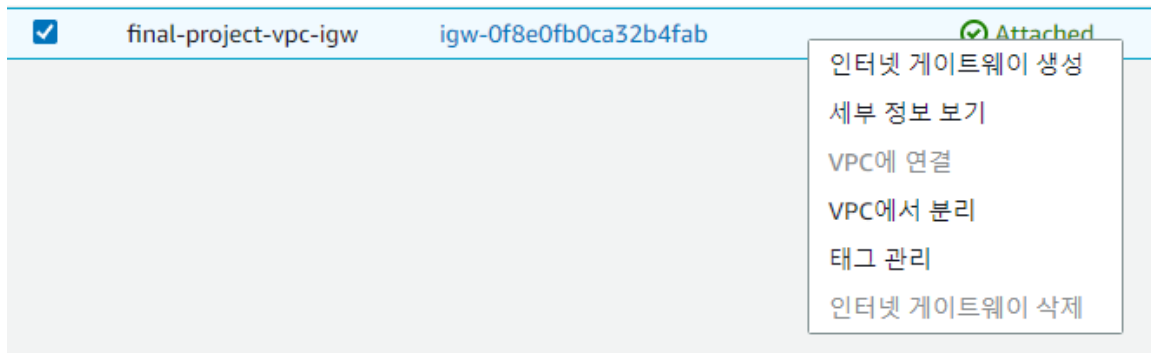 final-project-vpc-igw igw-0f8e0fb0ca32b4fab Attached
인터넷 게이트웨이 생성
세부 정보 보기
VPC에 연결
VPC에서 분리
태그 관리
인터넷 게이트웨이 삭제